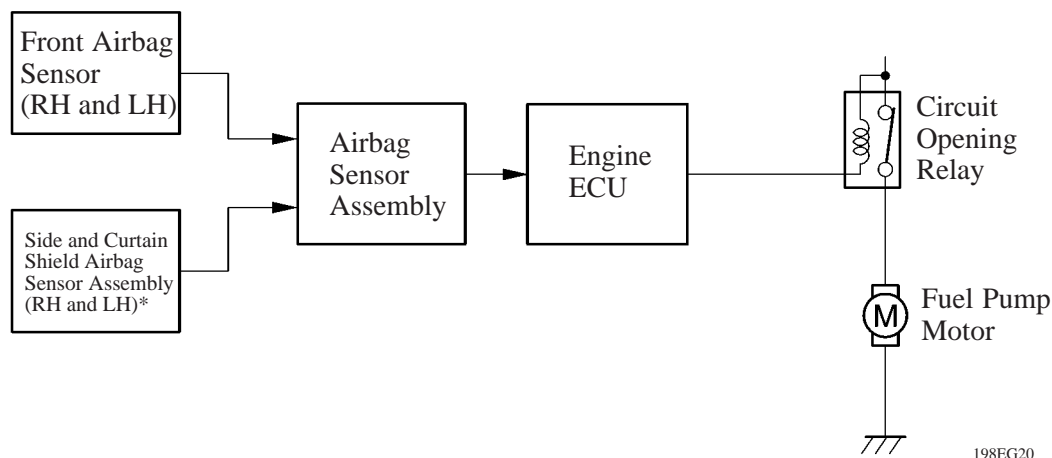 Front Airbag
Sensor
(RH and LH)
Side and Curtain
Shield Airbag
Sensor Assembly
(RH and LH)*
Airbag
Sensor
Assembly
Engine
ECU
Circuit
Opening
Relay
M
Fuel Pump
Motor
198EG20